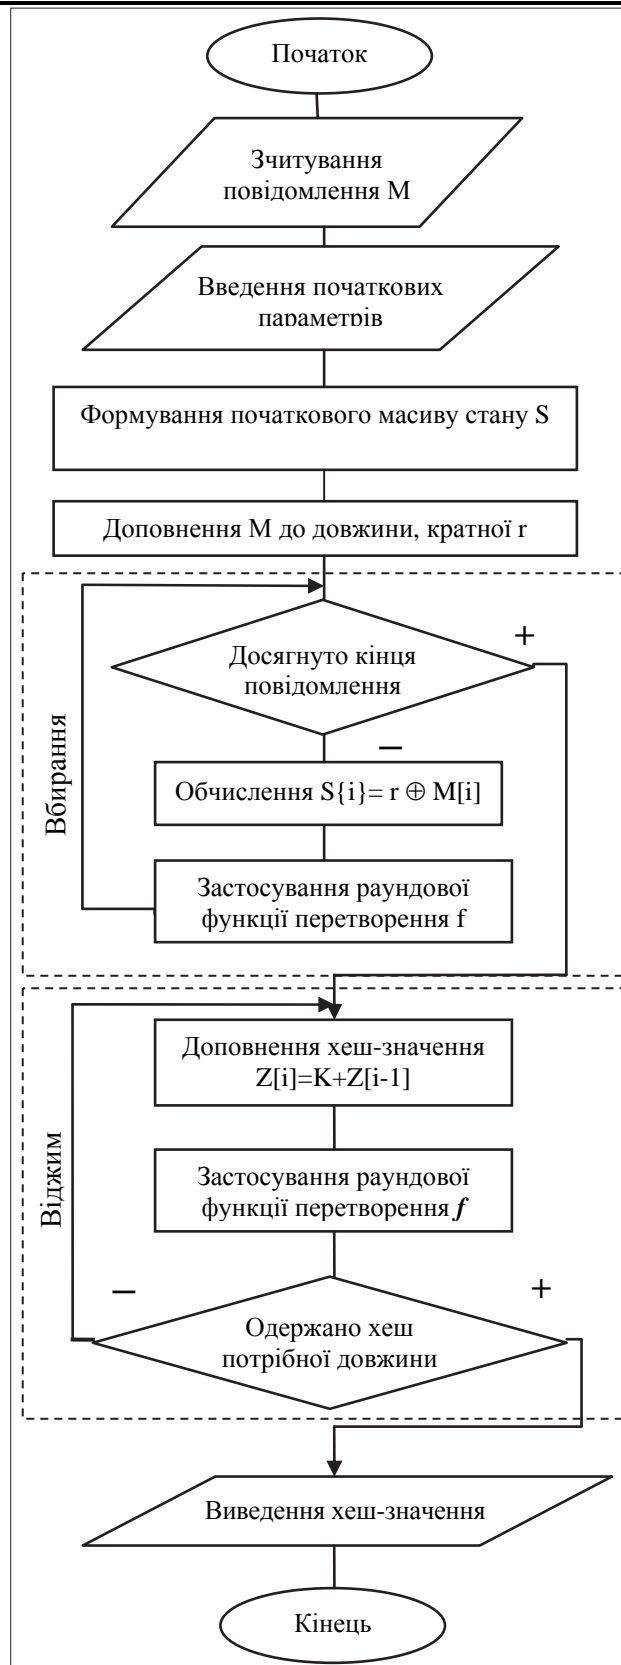 Початок
Зчитування
повідомлення М
Введення початкових
параметрів
Формування початкового масиву стану S
Доповнення М до довжини, кратної r
Вбирання
+
Досягнуто кінця
повідомлення
−
Обчислення S{i}= r ⊕ M[i]
Застосування раундової
функції перетворення f
Віджим
Доповнення хеш-значення
Z[i]=K+Z[i-1]
Застосування раундової
функції перетворення f
− +
Одержано хеш
потрібної довжини
Виведення хеш-значення
Кінець